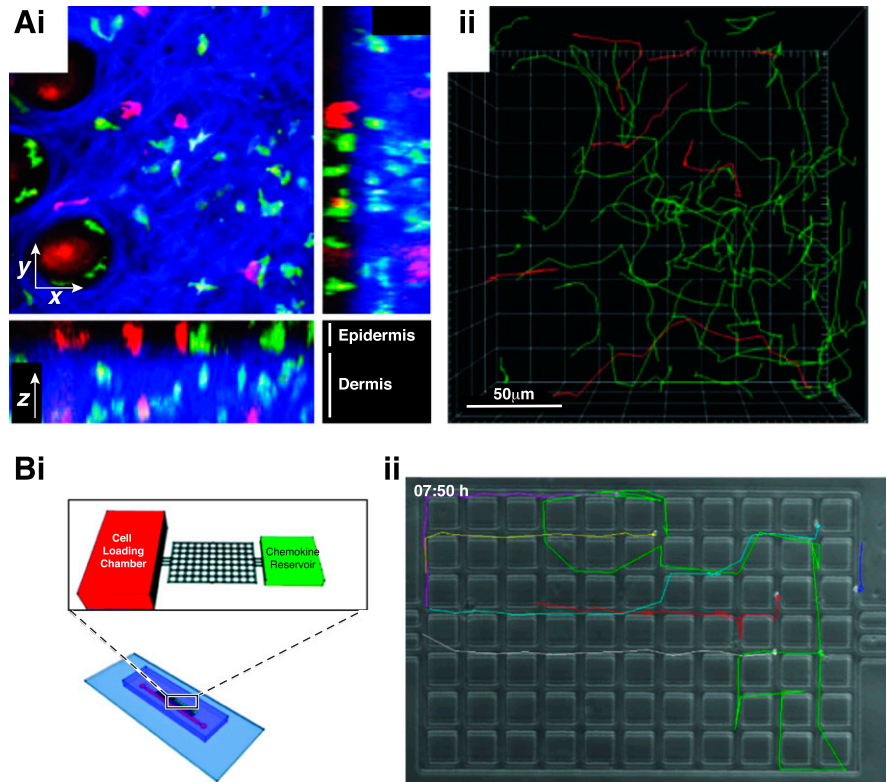 Ai
ii
y
x
z
Epidermis
Dermis
50μm
Bi
ii
Cell
Loading
Chamber
Chemokine
Reservoir
07:50 h